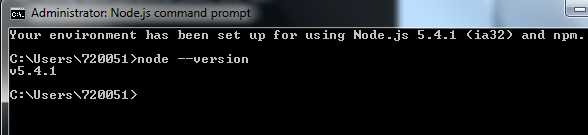 Administrator: Node.js command prompt
Your environment has been set up for using Node.js 5.4.1 (ia32) and npm.
C:\Users\720051>node --version
v5.4.1
C:\Users\720051>